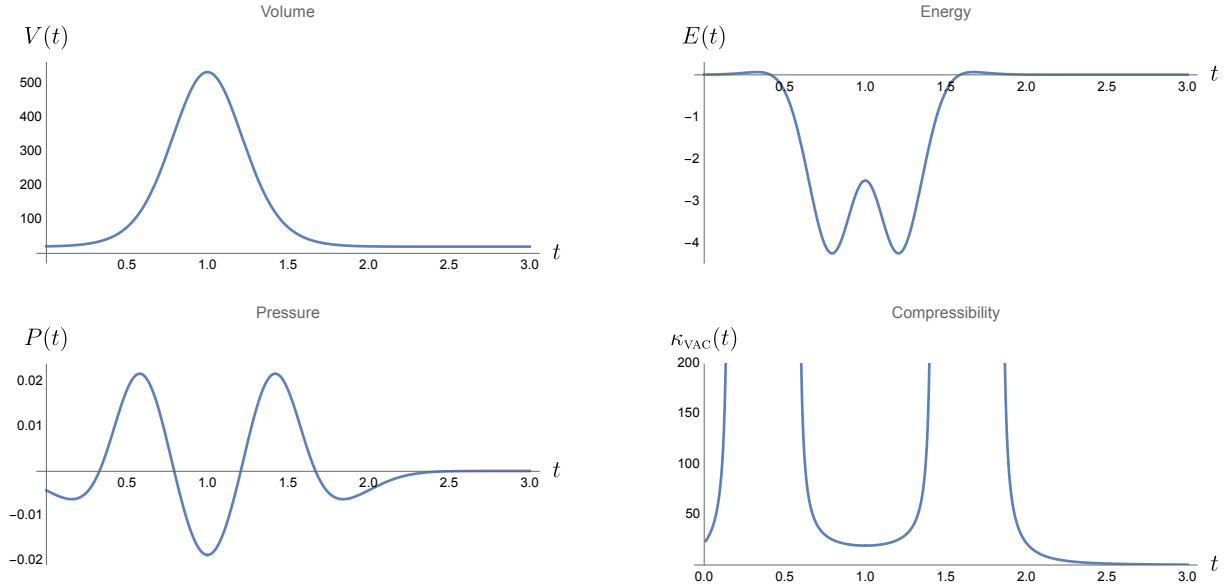 Volume
V(t)
500
400
300
200
100
0.5 1.0 1.5 2.0 2.5 3.0 t
Energy
E(t)
0.5 1.0 1.5 2.0 2.5 3.0 t
−1
−2
−3
−4
Pressure
P(t)
0.02
0.01
0.5 1.0 1.5 2.0 2.5 3.0 t
−0.01
−0.02
Compressibility
κVAC(t)
200
150
100
50
0.0 0.5 1.0 1.5 2.0 2.5 3.0 t